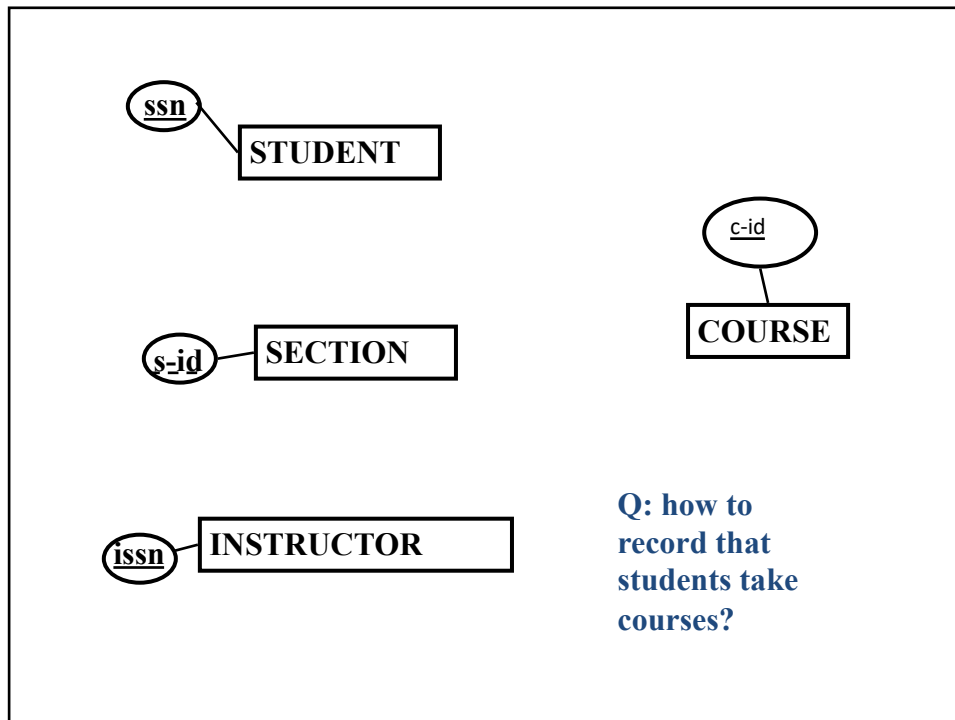 ssn
STUDENT
c-id
COURSE
s-id
SECTION
issn
INSTRUCTOR
Q: how to
record that
students take
courses?